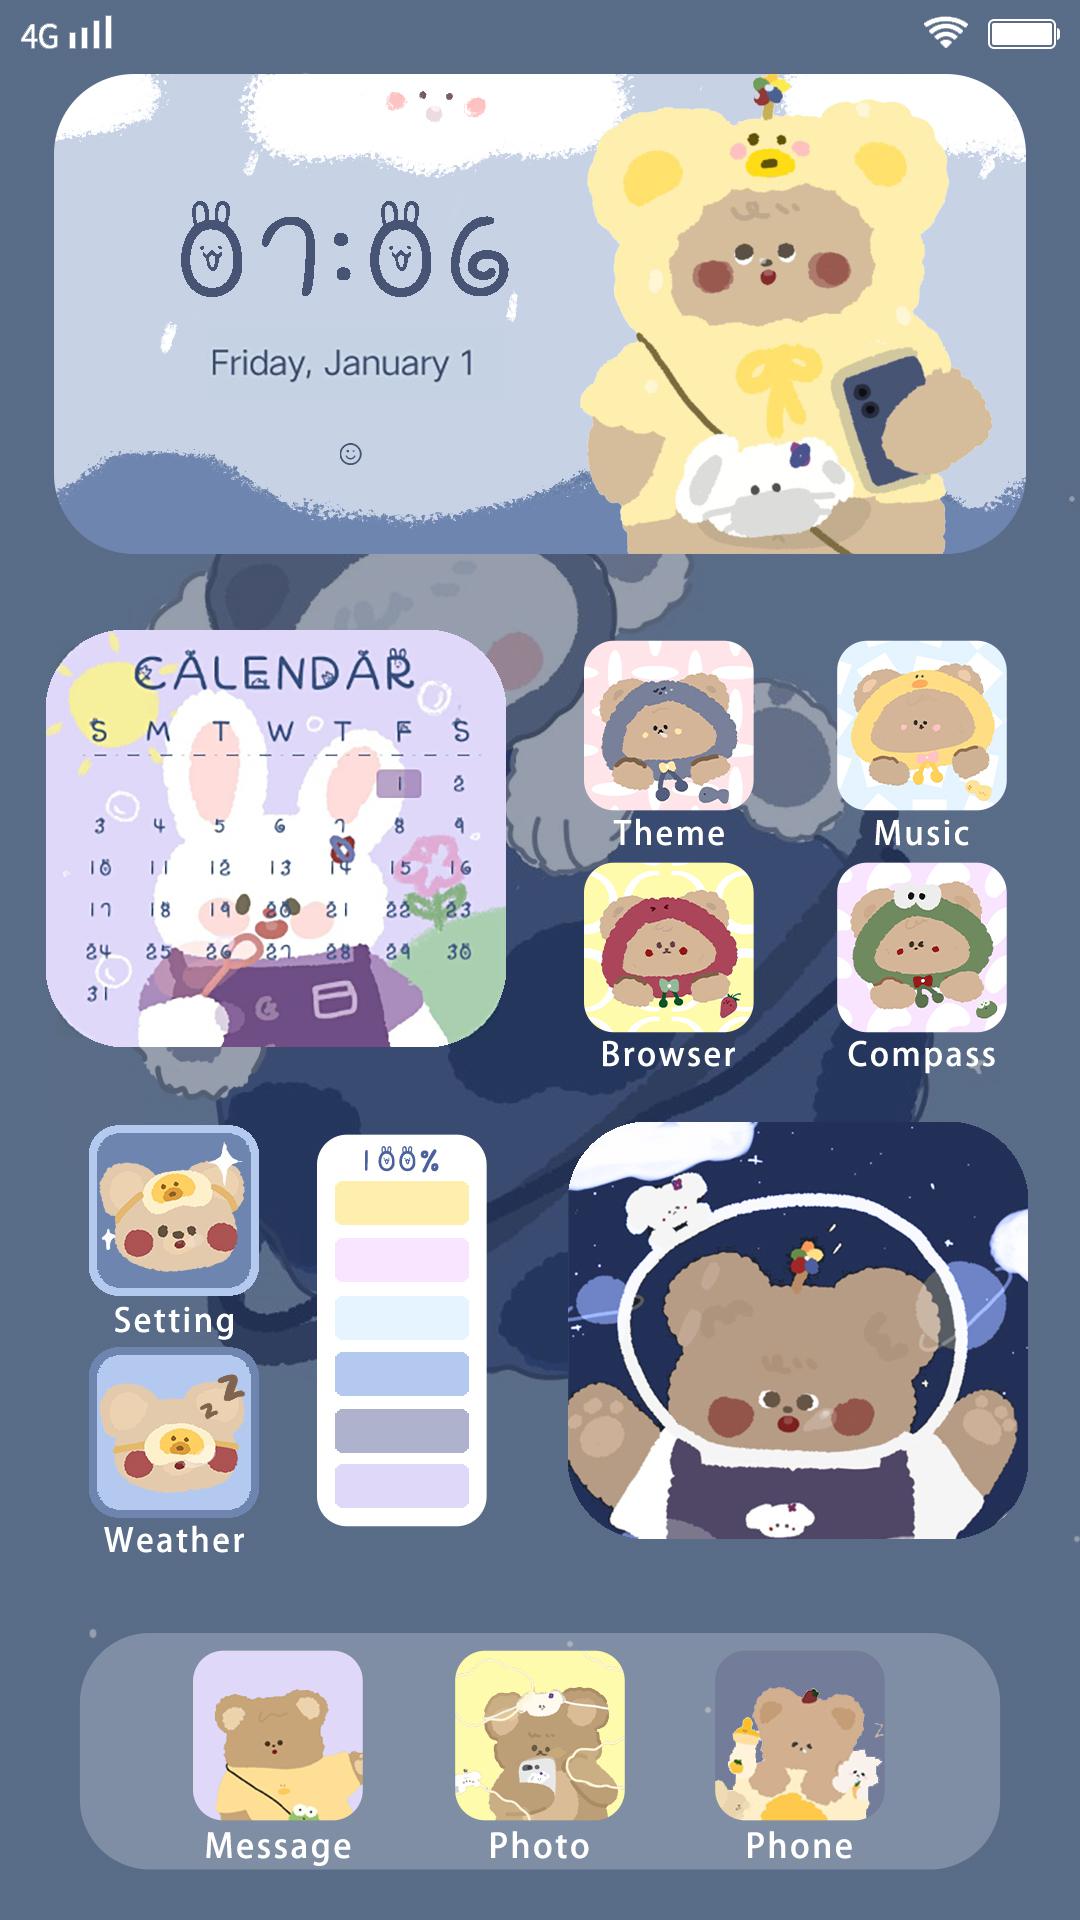 4G
07:06
Friday, January 1
CALENDAR
S M T W T F S
1 2
3 4 5 6 7 8 9
10 11 12 13 14 15 16
17 18 19 20 21 22 23
24 25 26 27 28 29 30
31
Theme Music
Browser Compass
100%
Setting
z
z
Weather
z
Message Photo Phone